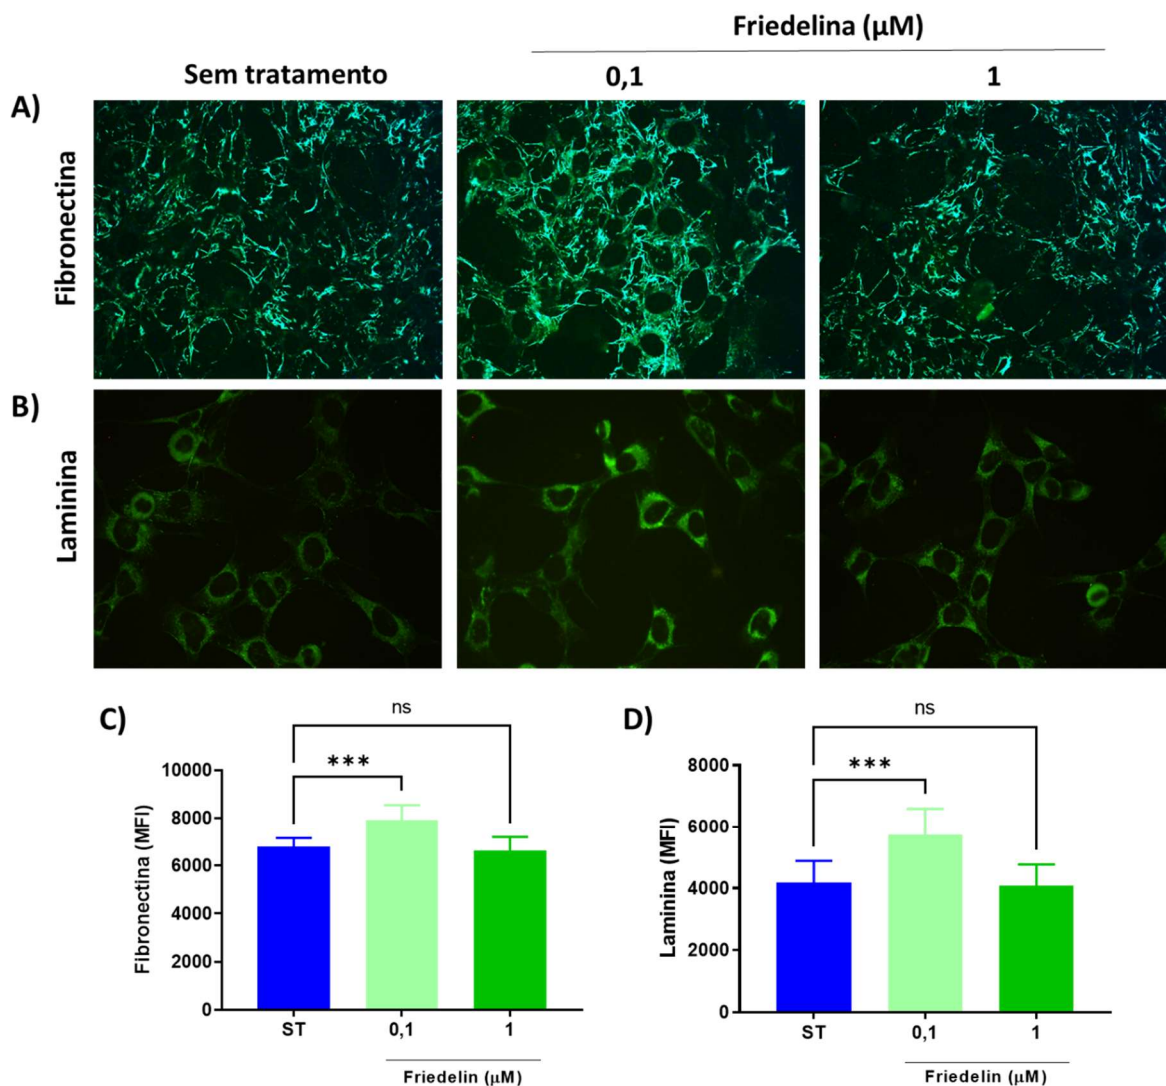 Friedelina (µM)
Sem tratamento
0,1
1
A)
Fibronectina
B)
Laminina
C)
ns
***
10000
8000
6000
4000
2000
0
Fibronectina (MFI)
ST
0,1
1
Friedelin (µM)
D)
ns
***
8000
6000
4000
2000
0
Laminina (MFI)
ST
0,1
1
Friedelin (µM)